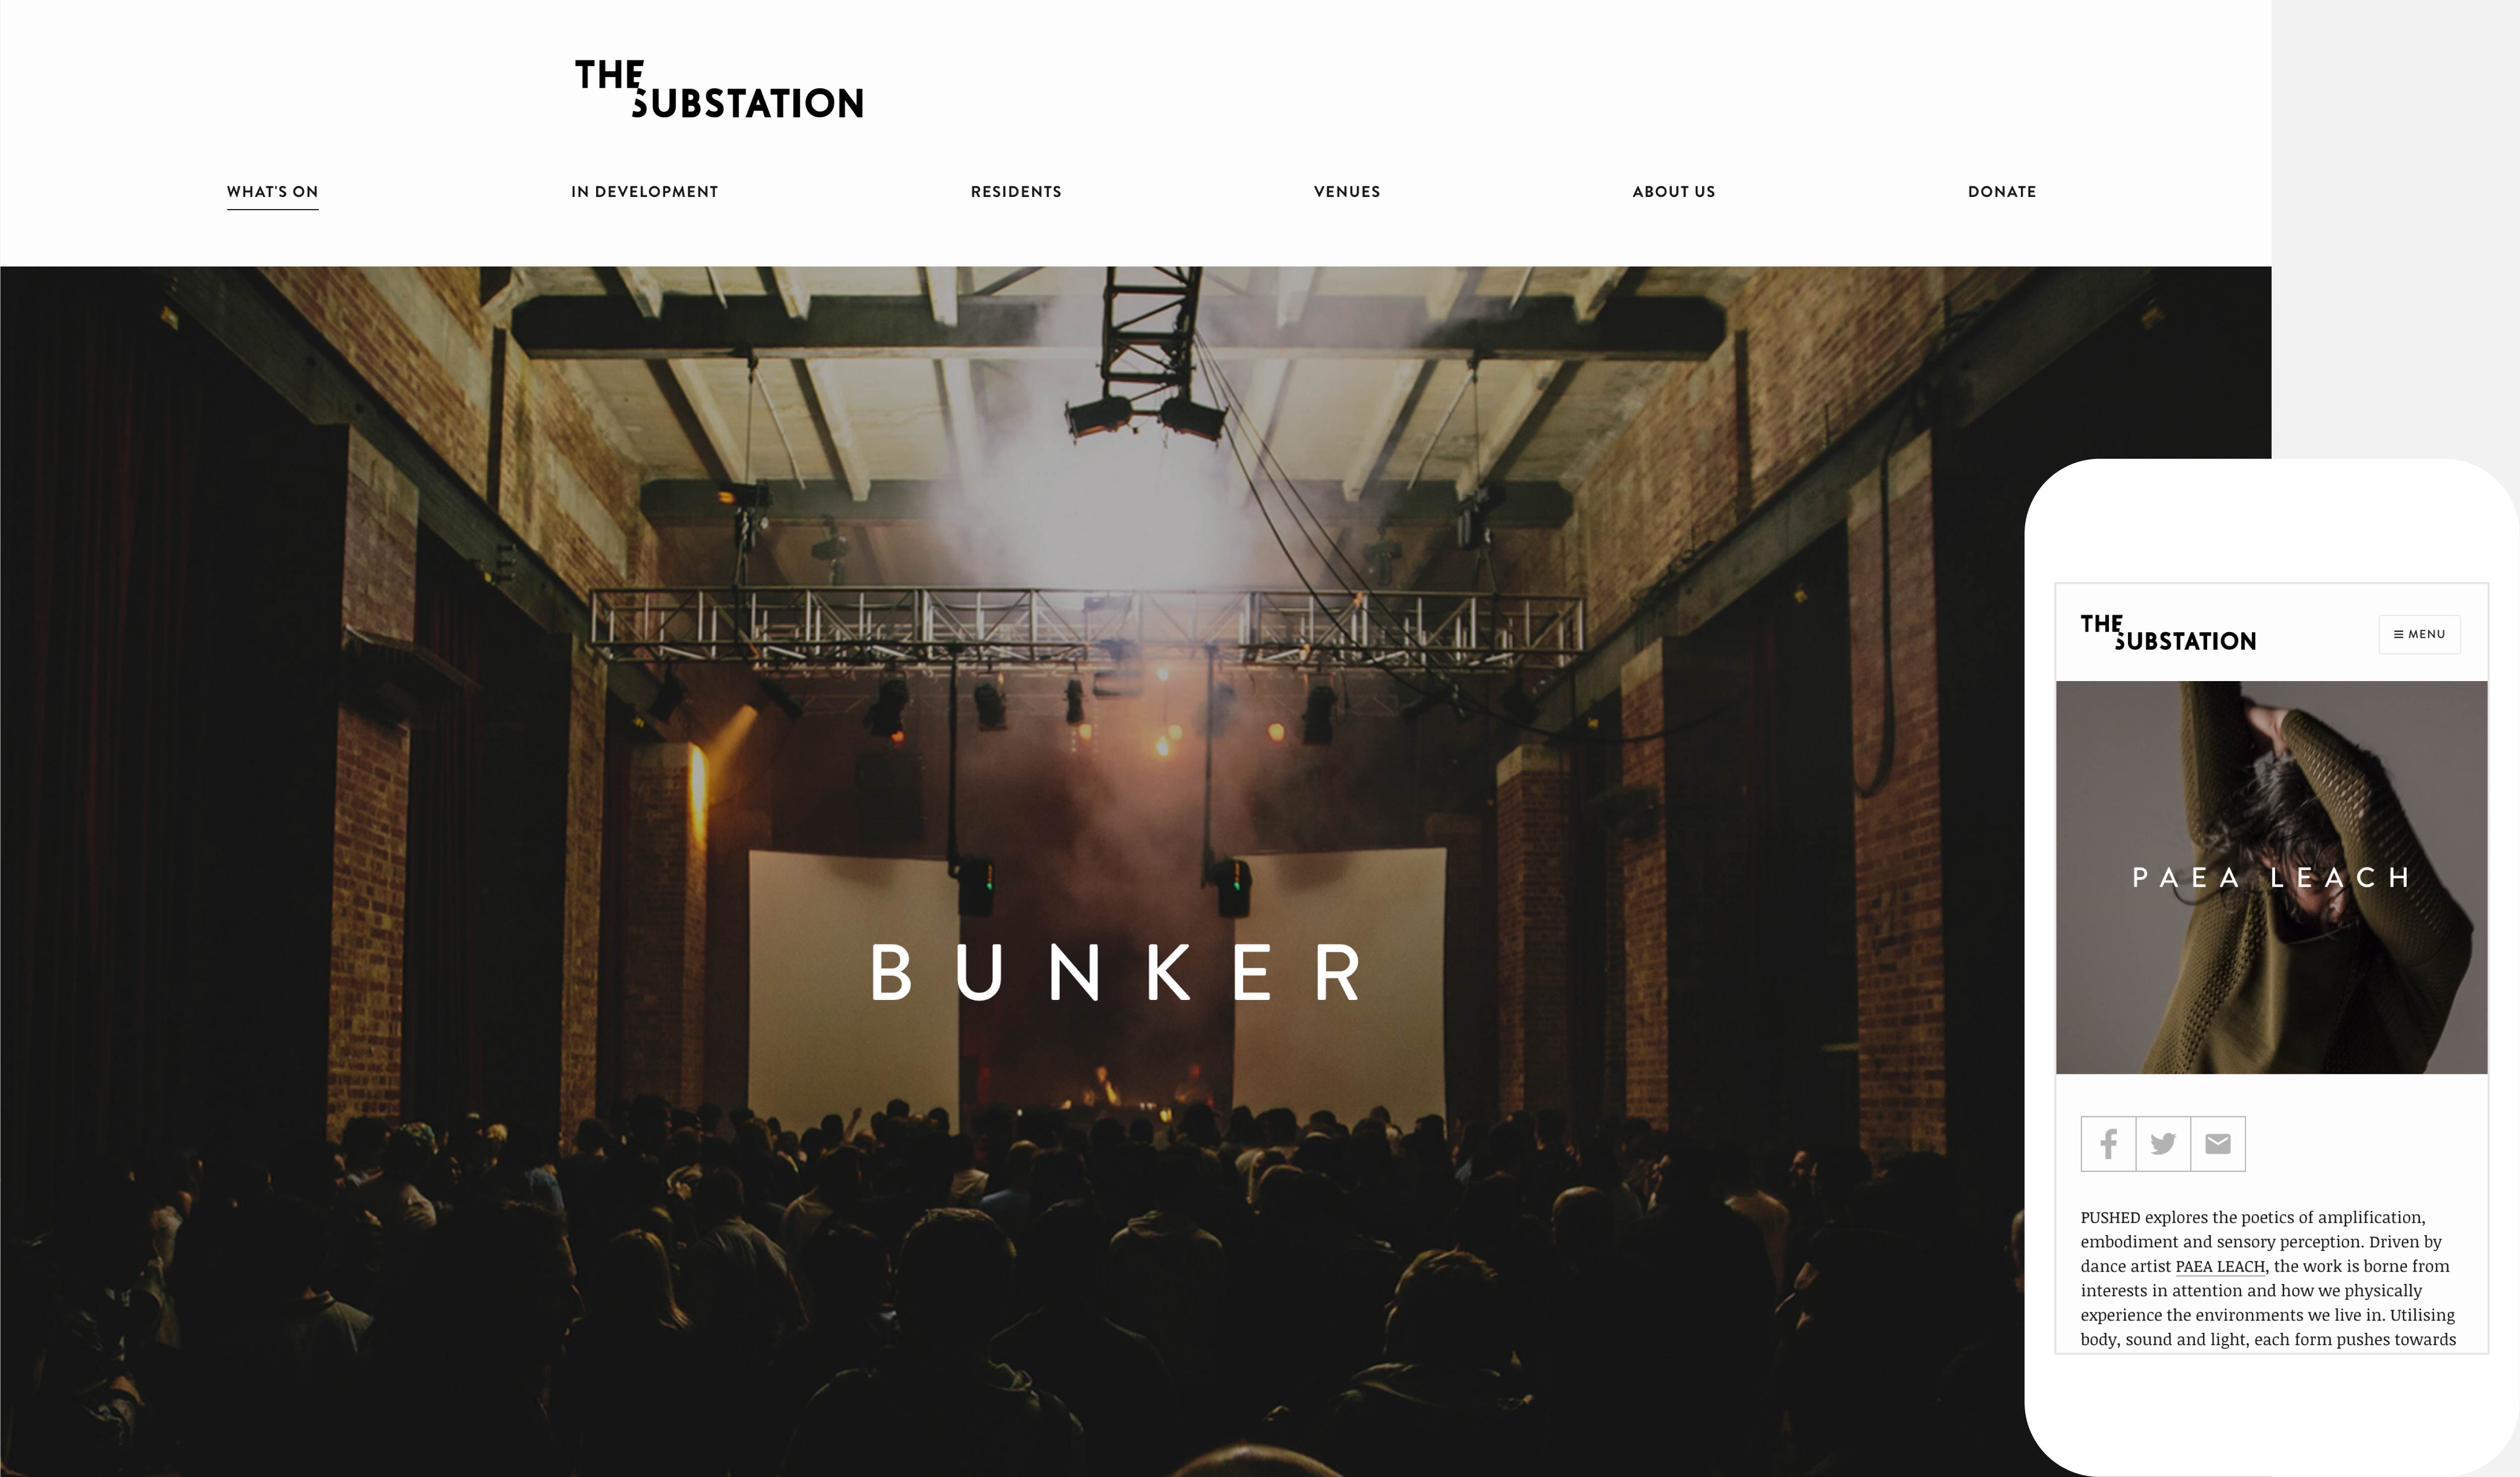 THE
SUBSTATION
WHAT'S ON
IN DEVELOPMENT
RESIDENTS
VENUES
ABOUT US
DONATE
BUNKER
THE
SUBSTATION
MENU
PAEA LEACH
PUSHED explores the poetics of amplification,
embodiment and sensory perception. Driven by
dance artist PAEA LEACH, the work is borne from
interests in attention and how we physically
experience the environments we live in. Utilising
body, sound and light, each form pushes towards